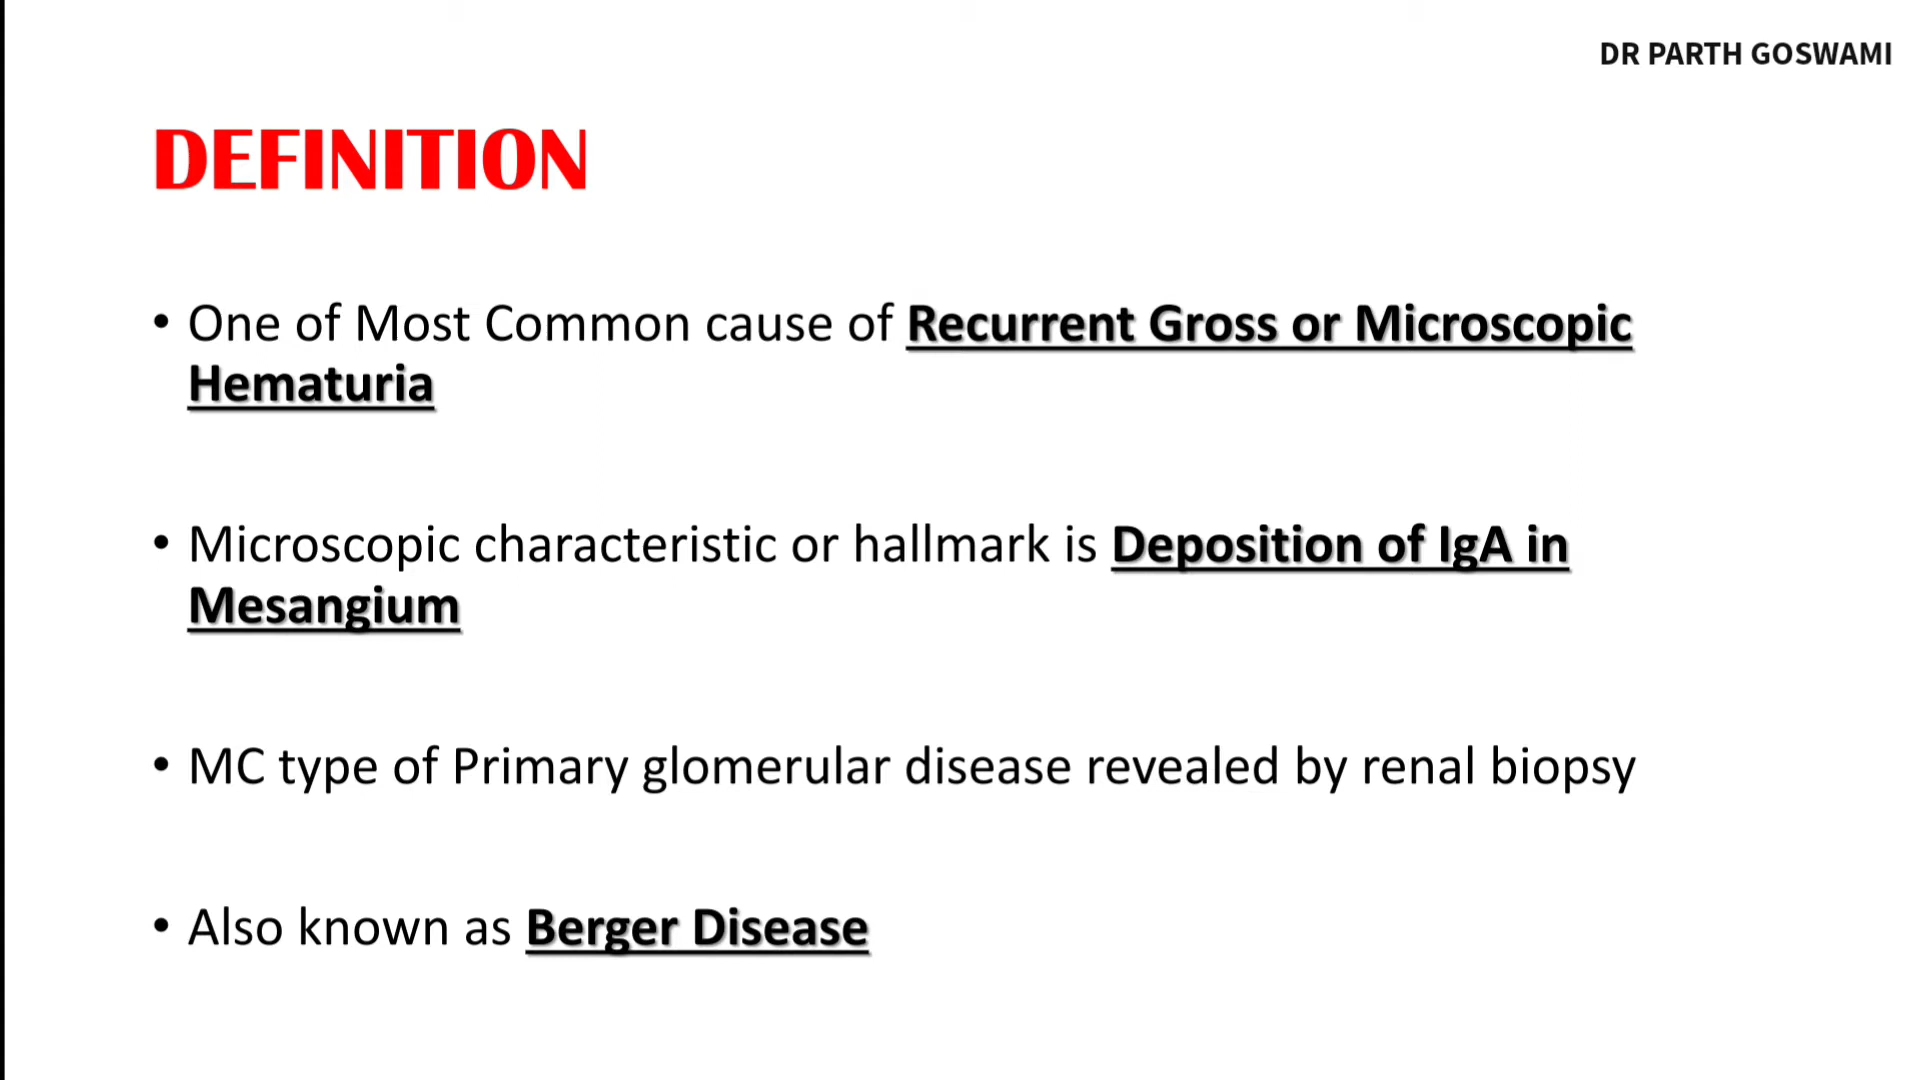 DR PARTH GOSWAMI
DEFINITION
• One of Most Common cause of Recurrent Gross or Microscopic
Hematuria
• Microscopic characteristic or hallmark is Deposition of IgA in
Mesangium
• MC type of Primary glomerular disease revealed by renal biopsy
• Also known as Berger Disease